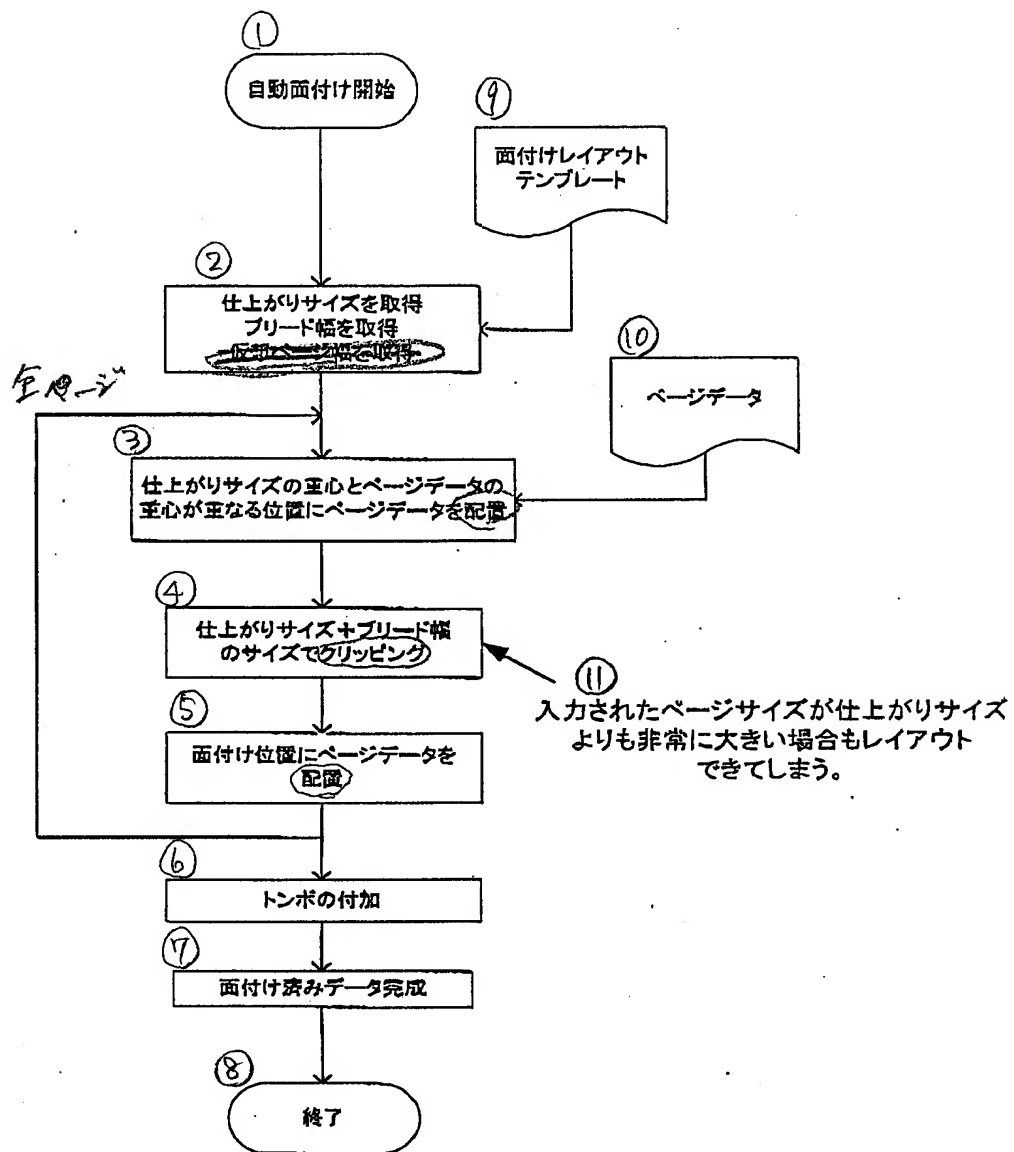 ①
自動面付け開始
⑨
面付けレイアウト
テンプレート
②
仕上がりサイズを取得
ブリード幅を取得
⑩
ページデータ
全ページ
③
仕上がりサイズの重心とページデータの
重心が重なる位置にページデータを配置
④
仕上がりサイズ+ブリード幅
のサイズでクリッピング
⑪
入力されたページサイズが仕上がりサイズ
よりも非常に大きい場合もレイアウト
できてしまう。
⑤
面付け位置にページデータを
配置
⑥
トンボの付加
⑦
面付け済みデータ完成
⑧
終了